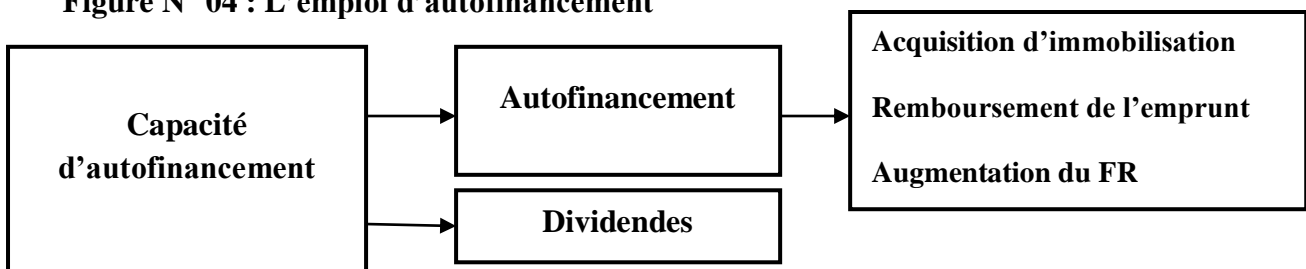 Figure N° 04 : L’emploi d’autofinancement
Capacité
d’autofinancement
Autofinancement
Dividendes
Acquisition d’immobilisation
Remboursement de l’emprunt
Augmentation du FR